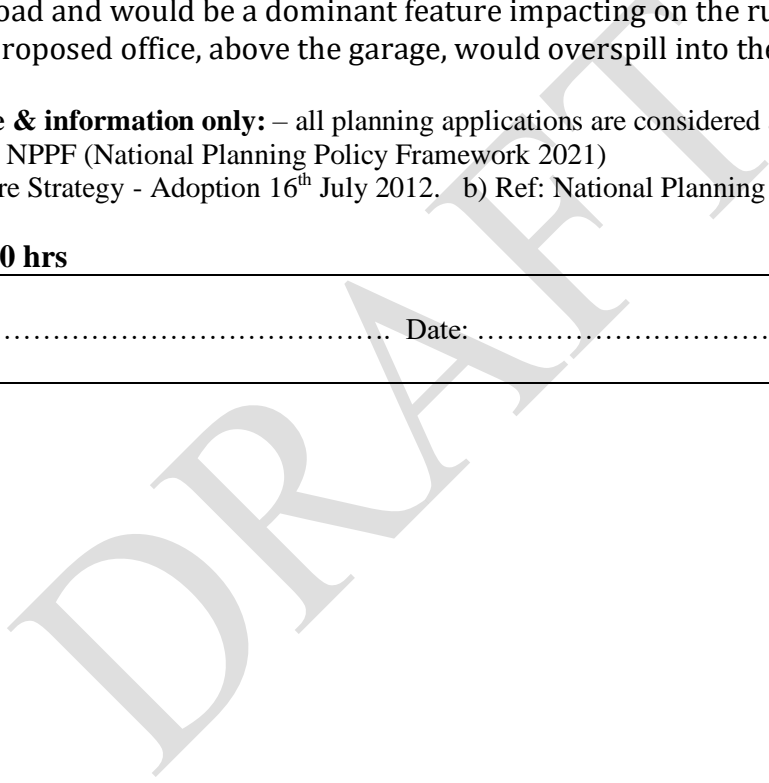 oad and would be a dominant feature impacting on the ru
roposed office, above the garage, would overspill into the
e & information only: – all planning applications are considered
NPPF (National Planning Policy Framework 2021)
re Strategy - Adoption 16th July 2012. b) Ref: National Planning
0 hrs
…………………………………. Date: …………………………
DRAFT